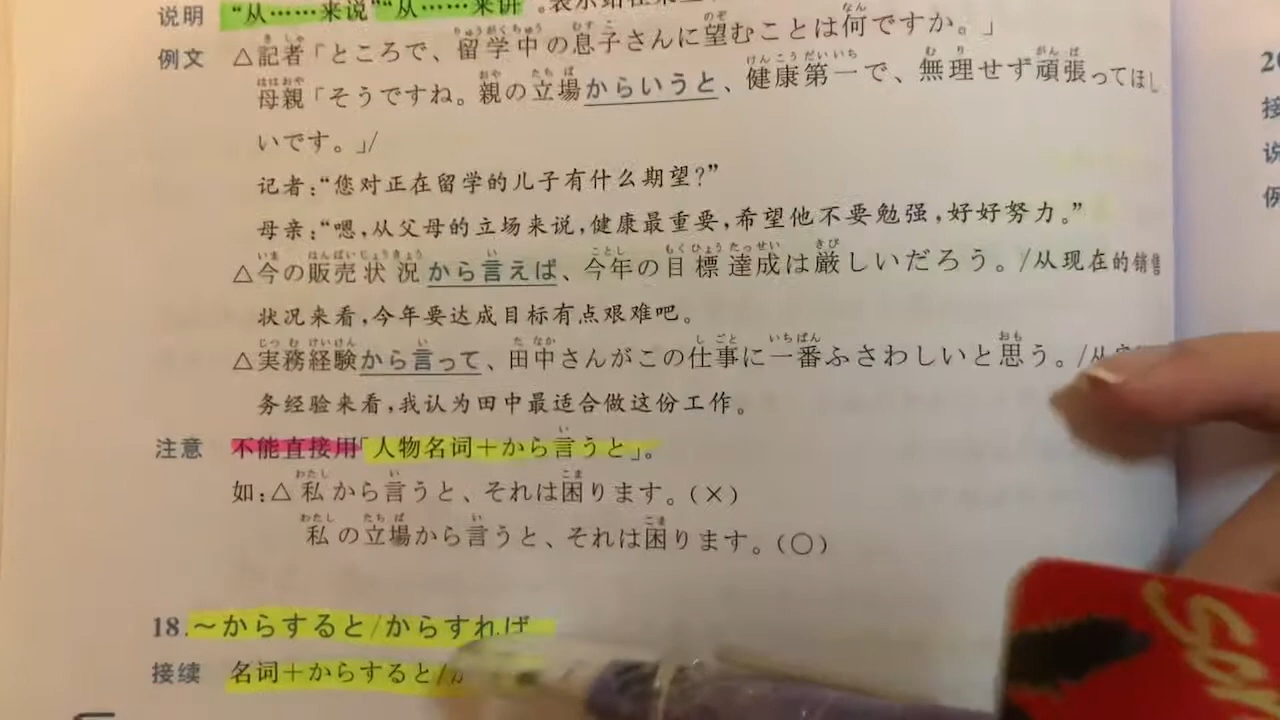 说明 “从……来说”“从……来讲”。表示站在
例文 △記者「ところで、留学中の息子さんに望むことは何ですか。」
母親「そうですね。親の立場からいうと、健康第一で、無理せず頑張ってほし
いです。」/
记者：“您对正在留学的儿子有什么期望？”
母亲：“嗯，从父母的立场来说，健康最重要，希望他不要勉强，好好努力。”
△今の販売状況から言えば、今年の目標達成は厳しいだろう。/从现在的销售
状况来看，今年要达成目标有点艰难吧。
△実務経験から言って、田中さんがこの仕事に一番ふさわしいと思う。/从
务经验来看，我认为田中最适合做这份工作。
注意 不能直接用「人物名词＋から言うと」。
如：△私から言うと、それは困ります。（×）
私の立場から言うと、それは困ります。（○）
18.～からすると/からすれば
接续 名词＋からすると/
20
接
说
例